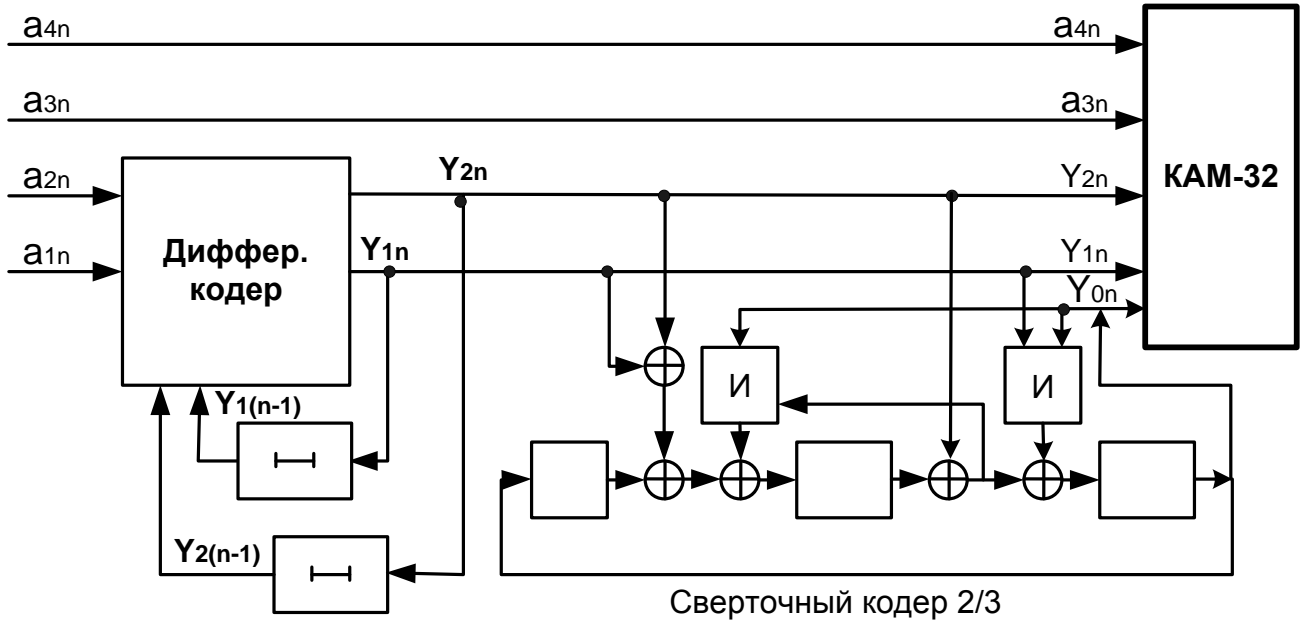 a4n a4n
a3n a3n
a2n Y2n Y2n КАМ-32
a1n Диффер. кодер Y1n Y1n
Y0n
И И
Y1(n-1)
Y2(n-1)
Сверточный кодер 2/3